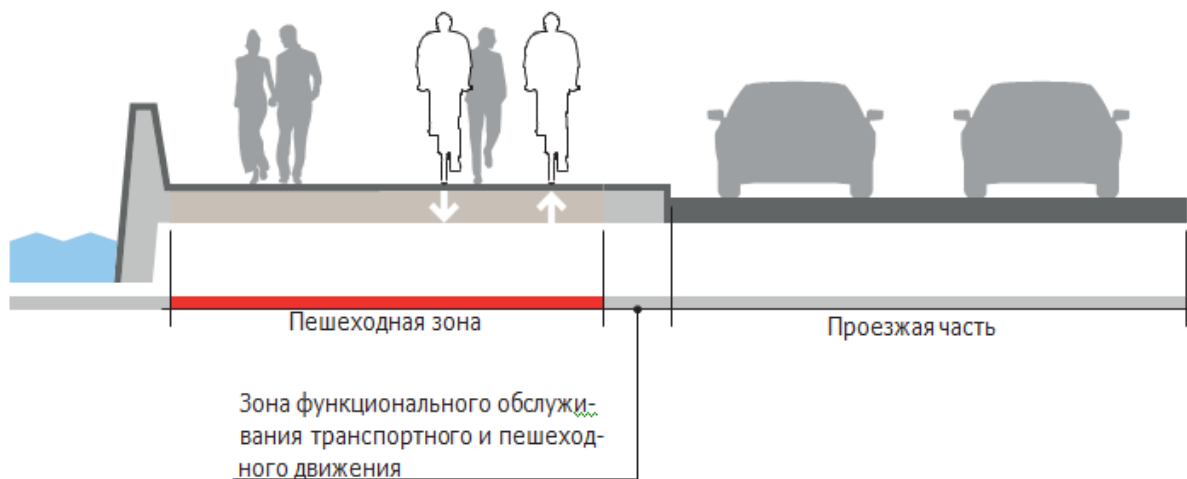 Пешеходная зона
Проезжая часть
Зона функционального обслужи-
вания транспортного и пешеход-
ного движения